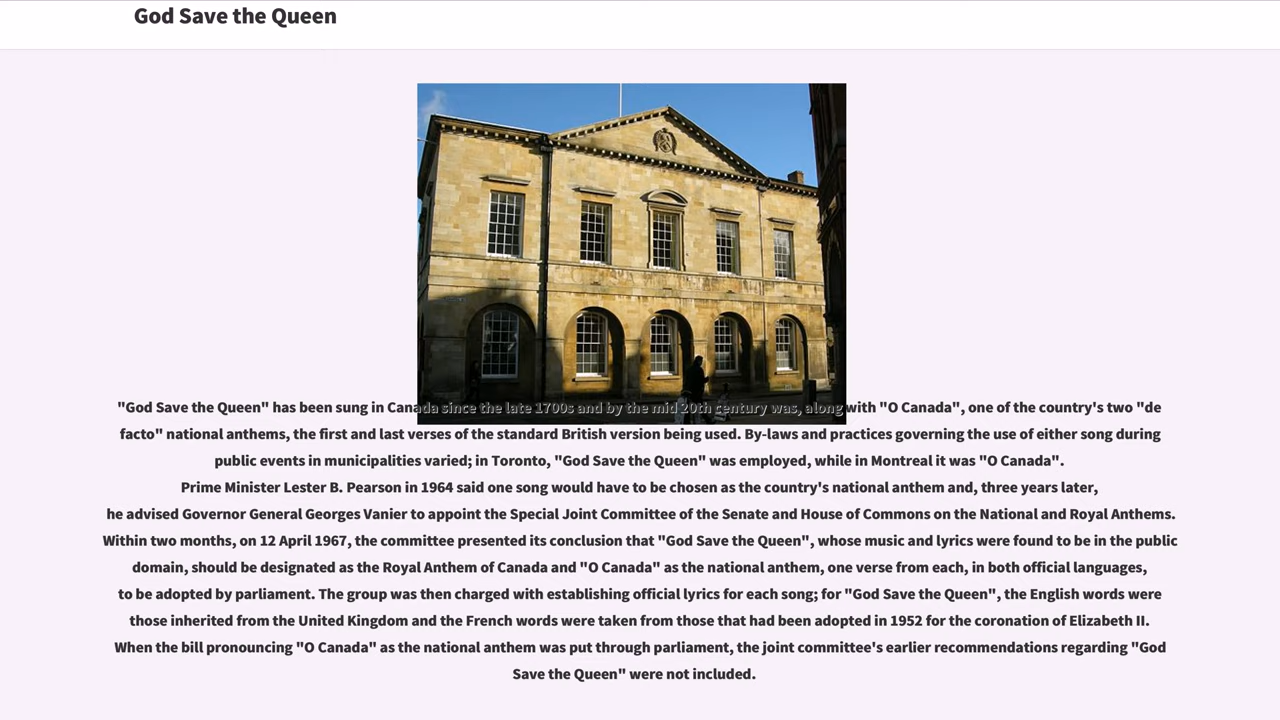 God Save the Queen
"God Save the Queen" has been sung in Canada since the late 1700s and by the mid 20th century was, along with "O Canada", one of the country's two "de
facto" national anthems, the first and last verses of the standard British version being used. By-laws and practices governing the use of either song during
public events in municipalities varied; in Toronto, "God Save the Queen" was employed, while in Montreal it was "O Canada".
Prime Minister Lester B. Pearson in 1964 said one song would have to be chosen as the country's national anthem and, three years later,
he advised Governor General Georges Vanier to appoint the Special Joint Committee of the Senate and House of Commons on the National and Royal Anthems.
Within two months, on 12 April 1967, the committee presented its conclusion that "God Save the Queen", whose music and lyrics were found to be in the public
domain, should be designated as the Royal Anthem of Canada and "O Canada" as the national anthem, one verse from each, in both official languages,
to be adopted by parliament. The group was then charged with establishing official lyrics for each song; for "God Save the Queen", the English words were
those inherited from the United Kingdom and the French words were taken from those that had been adopted in 1952 for the coronation of Elizabeth II.
When the bill pronouncing "O Canada" as the national anthem was put through parliament, the joint committee's earlier recommendations regarding "God
Save the Queen" were not included.